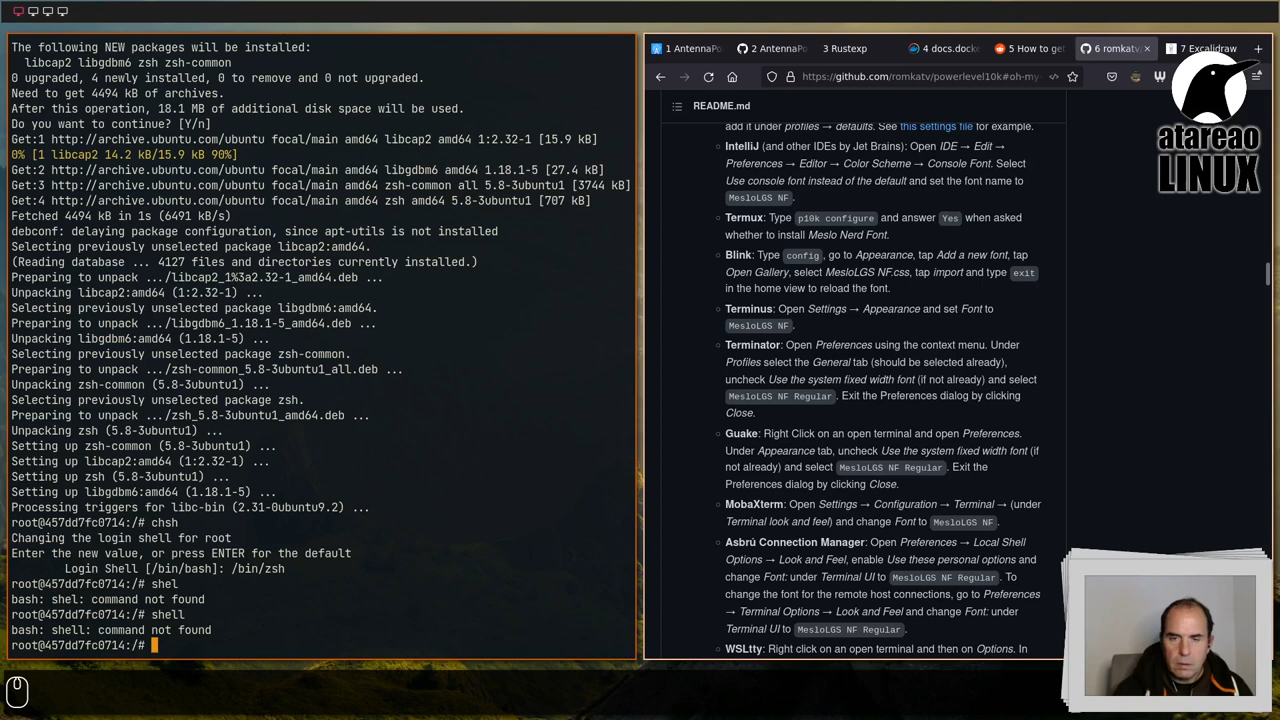 The following NEW packages will be installed:
libcap2 libgdbm6 zsh zsh-common
0 upgraded, 4 newly installed, 0 to remove and 0 not upgraded.
Need to get 4494 kB of archives.
After this operation, 18.1 MB of additional disk space will be used.
Do you want to continue? [Y/n]
Get:1 http://archive.ubuntu.com/ubuntu focal/main amd64 libcap2 amd64 1:2.32-1 [15.9 kB]
0% [1 libcap2 14.2 kB/15.9 kB 90%]
Get:2 http://archive.ubuntu.com/ubuntu focal/main amd64 libgdbm6 amd64 1.18.1-5 [27.4 kB]
Get:3 http://archive.ubuntu.com/ubuntu focal/main amd64 zsh-common all 5.8-3ubuntu1 [3744 kB]
Get:4 http://archive.ubuntu.com/ubuntu focal/main amd64 zsh amd64 5.8-3ubuntu1 [707 kB]
Fetched 4494 kB in 1s (6491 kB/s)
debconf: delaying package configuration, since apt-utils is not installed
Selecting previously unselected package libcap2:amd64.
(Reading database ... 4127 files and directories currently installed.)
Preparing to unpack .../libcap2_1%3a2.32-1_amd64.deb ...
Unpacking libcap2:amd64 (1:2.32-1) ...
Selecting previously unselected package libgdbm6:amd64.
Preparing to unpack .../libgdbm6_1.18.1-5_amd64.deb ...
Unpacking libgdbm6:amd64 (1.18.1-5) ...
Selecting previously unselected package zsh-common.
Preparing to unpack .../zsh-common_5.8-3ubuntu1_all.deb ...
Unpacking zsh-common (5.8-3ubuntu1) ...
Selecting previously unselected package zsh.
Preparing to unpack .../zsh_5.8-3ubuntu1_amd64.deb ...
Unpacking zsh (5.8-3ubuntu1) ...
Setting up zsh-common (5.8-3ubuntu1) ...
Setting up libcap2:amd64 (1:2.32-1) ...
Setting up zsh (5.8-3ubuntu1) ...
Setting up libgdbm6:amd64 (1.18.1-5) ...
Processing triggers for libc-bin (2.31-0ubuntu9.2) ...
root@457dd7fc0714:/# chsh
Changing the login shell for root
Enter the new value, or press ENTER for the default
Login Shell [/bin/bash]: /bin/zsh
root@457dd7fc0714:/# shel
bash: shel: command not found
root@457dd7fc0714:/# shell
bash: shell: command not found
root@457dd7fc0714:/#
1 AntennaPo
2 AntennaPo
3 Rustexp
4 docs.docke
5 How to get
6 romkatv/
7 Excalidraw
https://github.com/romkatv/powerlevel10k#oh-my-
README.md
add it under profiles → defaults. See this settings file for example.
IntelliJ (and other IDEs by Jet Brains): Open IDE → Edit →
Preferences → Editor → Color Scheme → Console Font. Select
Use console font instead of the default and set the font name to
MesloLGS NF.
Termux: Type p10k configure and answer Yes when asked
whether to install Meslo Nerd Font.
Blink: Type config, go to Appearance, tap Add a new font, tap
Open Gallery, select MesloLGS NF.css, tap import and type exit
in the home view to reload the font.
Terminus: Open Settings → Appearance and set Font to
MesloLGS NF.
Terminator: Open Preferences using the context menu. Under
Profiles select the General tab (should be selected already),
uncheck Use the system fixed width font (if not already) and select
MesloLGS NF Regular. Exit the Preferences dialog by clicking
Close.
Guake: Right Click on an open terminal and open Preferences.
Under Appearance tab, uncheck Use the system fixed width font (if
not already) and select MesloLGS NF Regular. Exit the
Preferences dialog by clicking Close.
MobaXterm: Open Settings → Configuration → Terminal → (under
Terminal look and feel) and change Font to MesloLGS NF.
Asbrú Connection Manager: Open Preferences → Local Shell
Options → Look and Feel, enable Use these personal options and
change Font: under Terminal UI to MesloLGS NF Regular. To
change the font for the remote host connections, go to Preferences
→ Terminal Options → Look and Feel and change Font: under
Terminal UI to MesloLGS NF Regular.
WSLtty: Right click on an open terminal and then on Options. In
atareao
LINUX